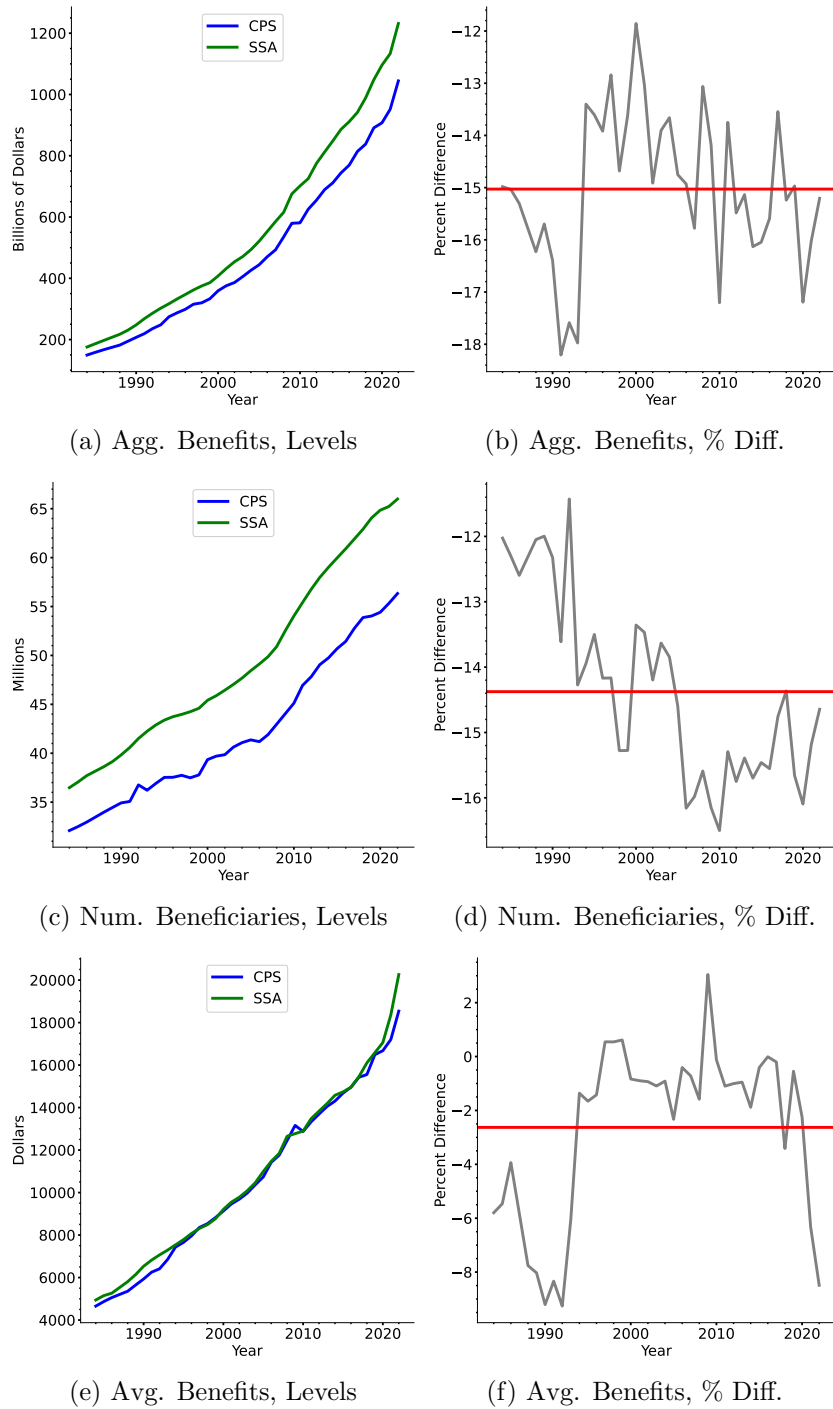 CPS
SSA
1200
1000
800
600
400
200
Billions of Dollars
1990
2000
2010
2020
Year
−12
−13
−14
−15
−16
−17
−18
Percent Difference
1990
2000
2010
2020
Year
(a) Agg. Benefits, Levels
(b) Agg. Benefits, % Diff.
CPS
SSA
65
60
55
50
45
40
35
Millions
1990
2000
2010
2020
Year
−12
−13
−14
−15
−16
Percent Difference
1990
2000
2010
2020
Year
(c) Num. Beneficiaries, Levels
(d) Num. Beneficiaries, % Diff.
CPS
SSA
20000
18000
16000
14000
12000
10000
8000
6000
4000
Dollars
1990
2000
2010
2020
Year
2
0
−2
−4
−6
−8
Percent Difference
1990
2000
2010
2020
Year
(e) Avg. Benefits, Levels
(f) Avg. Benefits, % Diff.